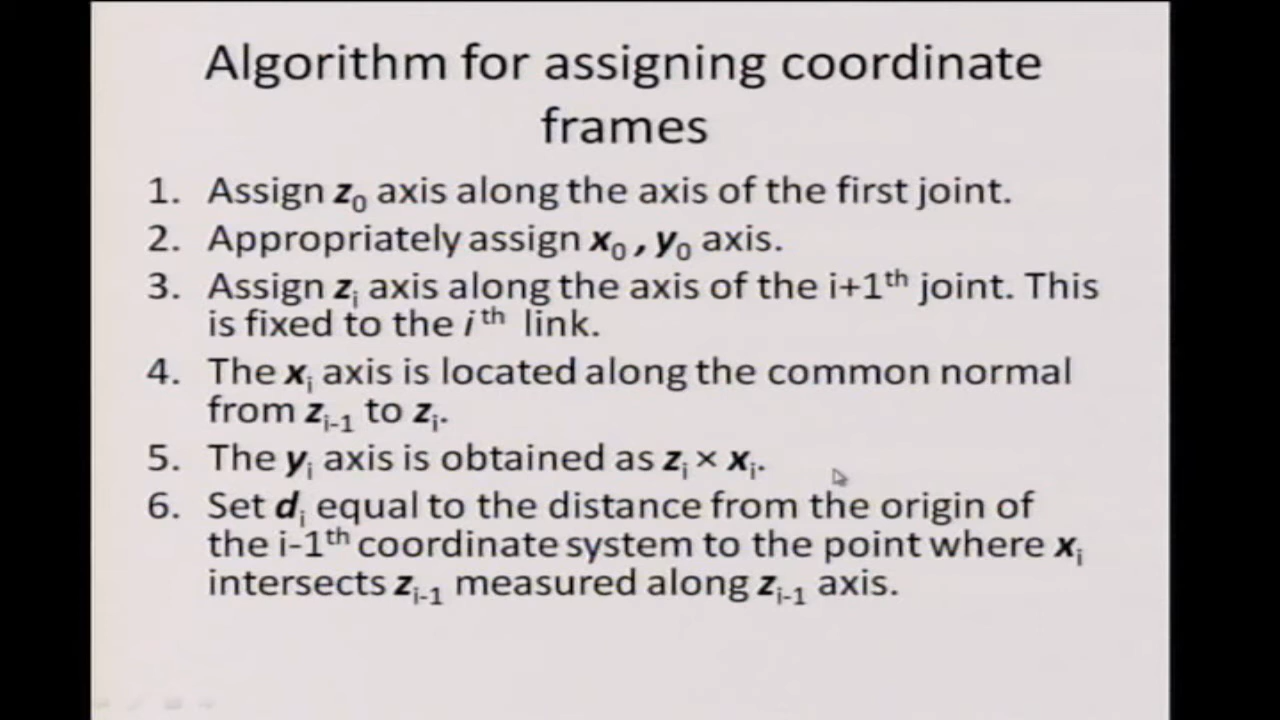 Algorithm for assigning coordinate
frames
1. Assign z₀ axis along the axis of the first joint.
2. Appropriately assign x₀ , y₀ axis.
3. Assign zᵢ axis along the axis of the i+1ᵗʰ joint. This
is fixed to the iᵗʰ link.
4. The xᵢ axis is located along the common normal
from zᵢ₋₁ to zᵢ.
5. The yᵢ axis is obtained as zᵢ × xᵢ.
6. Set dᵢ equal to the distance from the origin of
the i-1ᵗʰ coordinate system to the point where xᵢ
intersects zᵢ₋₁ measured along zᵢ₋₁ axis.